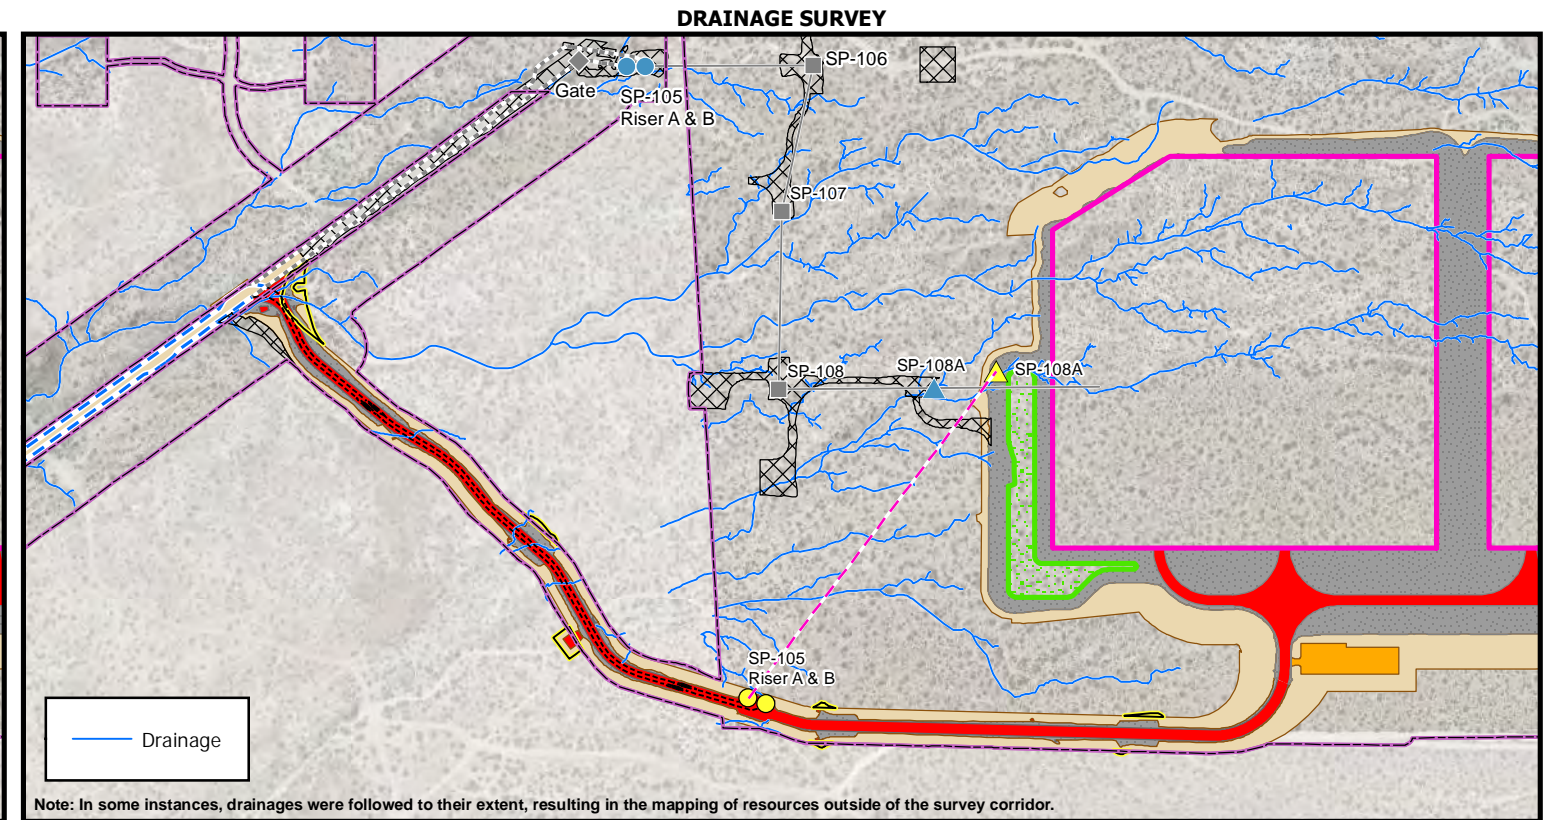 DRAINAGE SURVEY
SP-106
Gate
SP-105
Riser A & B
SP-107
SP-108
SP-108A
SP-108A
SP-105
Riser A & B
Drainage
Note: In some instances, drainages were followed to their extent, resulting in the mapping of resources outside of the survey corridor.